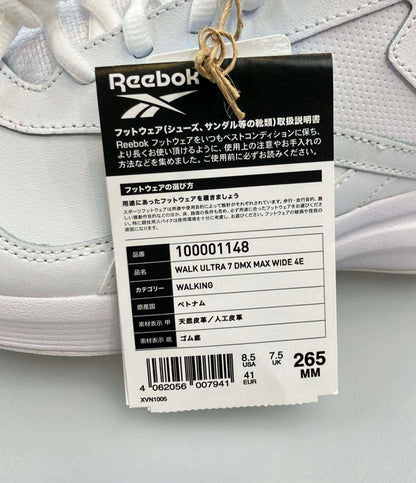 Reebok
フットウェア(シューズ、サンダル等の靴類)取扱説明書
Reebok フットウェアをいつもベストコンディションに保ち、
より長くお使い頂けるように、使用上の注意やお手入れの
方法などを集めました。ご使用前に必ずお読みください。
フットウェアの選び方
用途にあったフットウェアを履きましょう
品番 100001148
品名 WALK ULTRA 7 DMX MAX WIDE 4E
カテゴリー WALKING
原産国 ベトナム
素材表示 甲 天然皮革/人工皮革
素材表示 底 ゴム底
8.5 USA 7.5 UK 265 MM
41 EUR
4 062056 007941
XVN1005